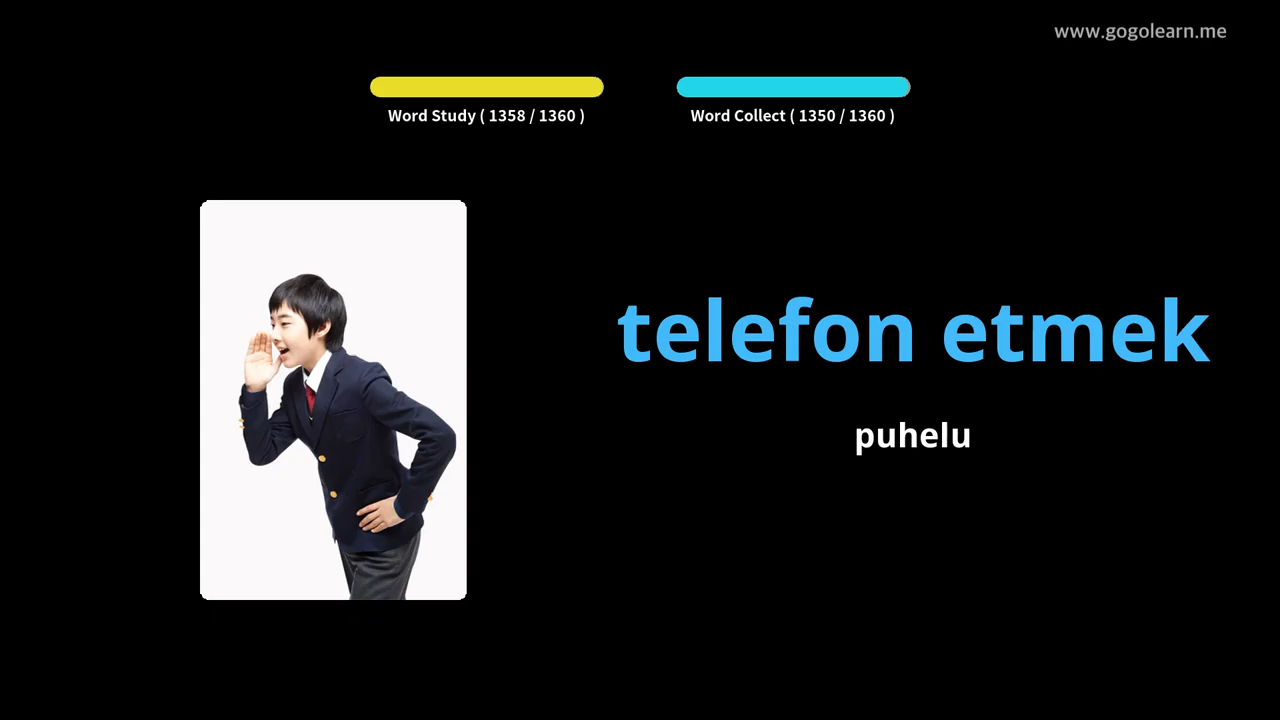 www.gogolearn.me
Word Study ( 1358 / 1360 )
Word Collect ( 1350 / 1360 )
telefon etmek
puhelu